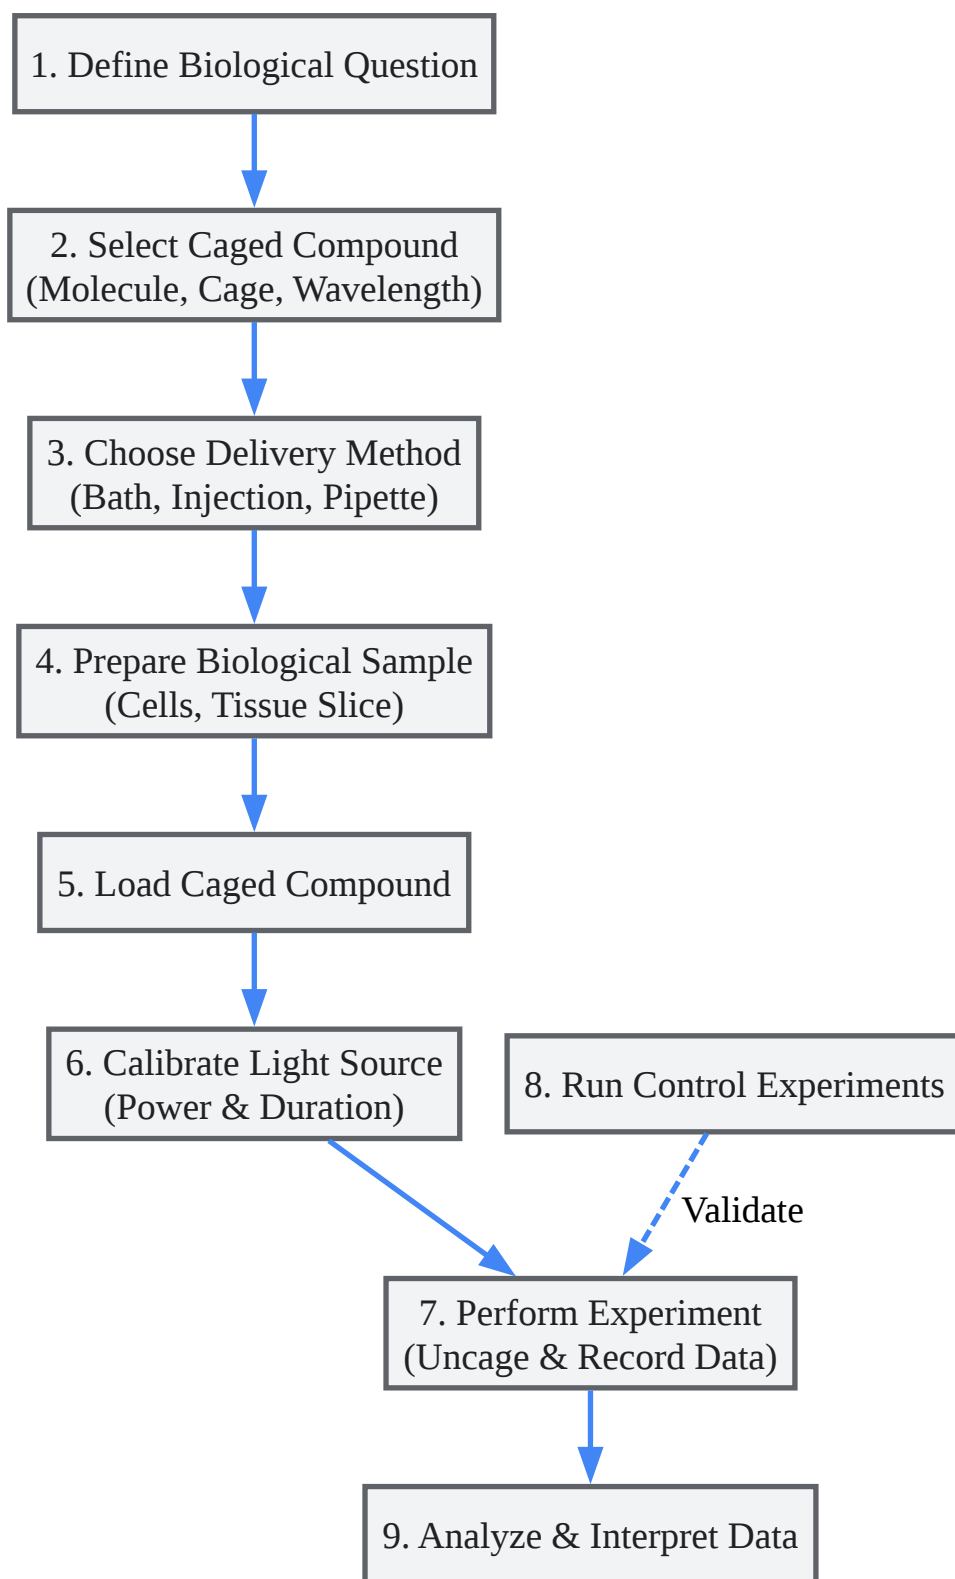 1. Define Biological Question
2. Select Caged Compound
(Molecule, Cage, Wavelength)
3. Choose Delivery Method
(Bath, Injection, Pipette)
4. Prepare Biological Sample
(Cells, Tissue Slice)
5. Load Caged Compound
6. Calibrate Light Source
(Power & Duration)
8. Run Control Experiments
Validate
7. Perform Experiment
(Uncage & Record Data)
9. Analyze & Interpret Data